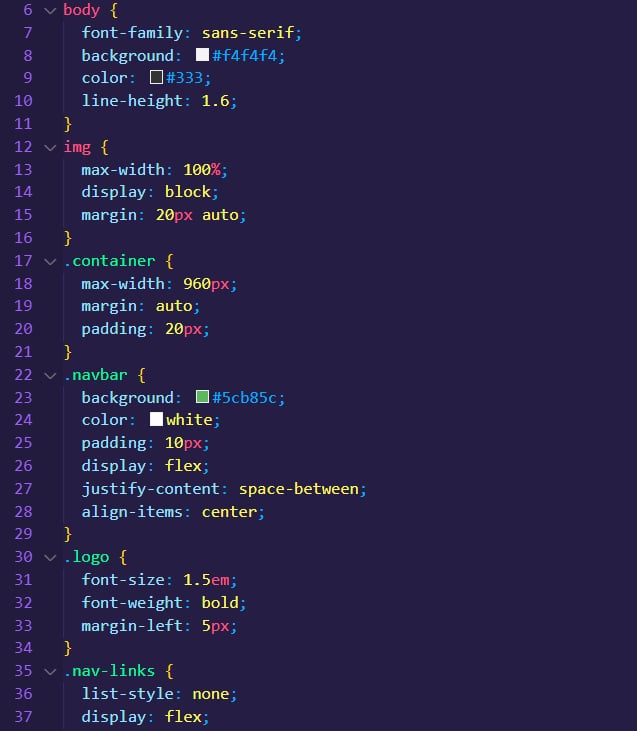 6 body {
7 font-family: sans-serif;
8 background: #f4f4f4;
9 color: #333;
10 line-height: 1.6;
11 }
12 img {
13 max-width: 100%;
14 display: block;
15 margin: 20px auto;
16 }
17 .container {
18 max-width: 960px;
19 margin: auto;
20 padding: 20px;
21 }
22 .navbar {
23 background: #5cb85c;
24 color: white;
25 padding: 10px;
26 display: flex;
27 justify-content: space-between;
28 align-items: center;
29 }
30 .logo {
31 font-size: 1.5em;
32 font-weight: bold;
33 margin-left: 5px;
34 }
35 .nav-links {
36 list-style: none;
37 display: flex;